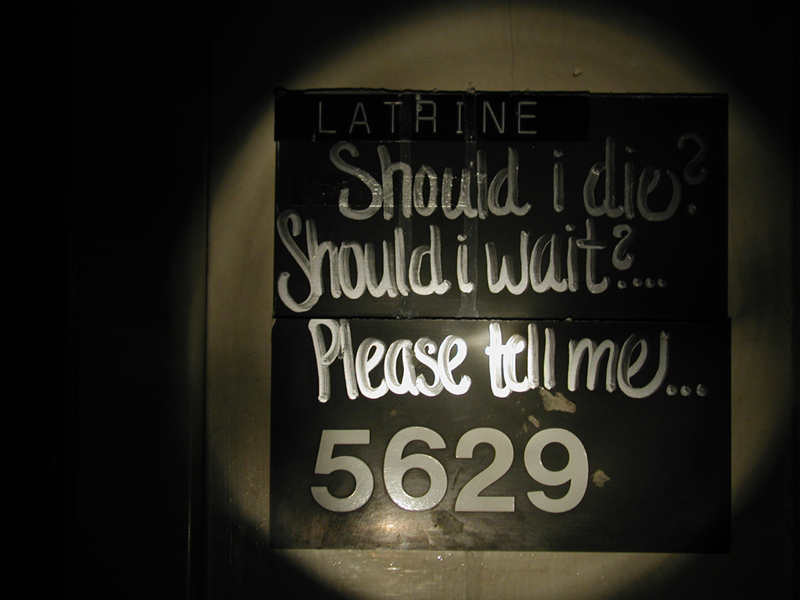 LATRINE
Should i die?
Should i wait?....
Please tell me...
5629